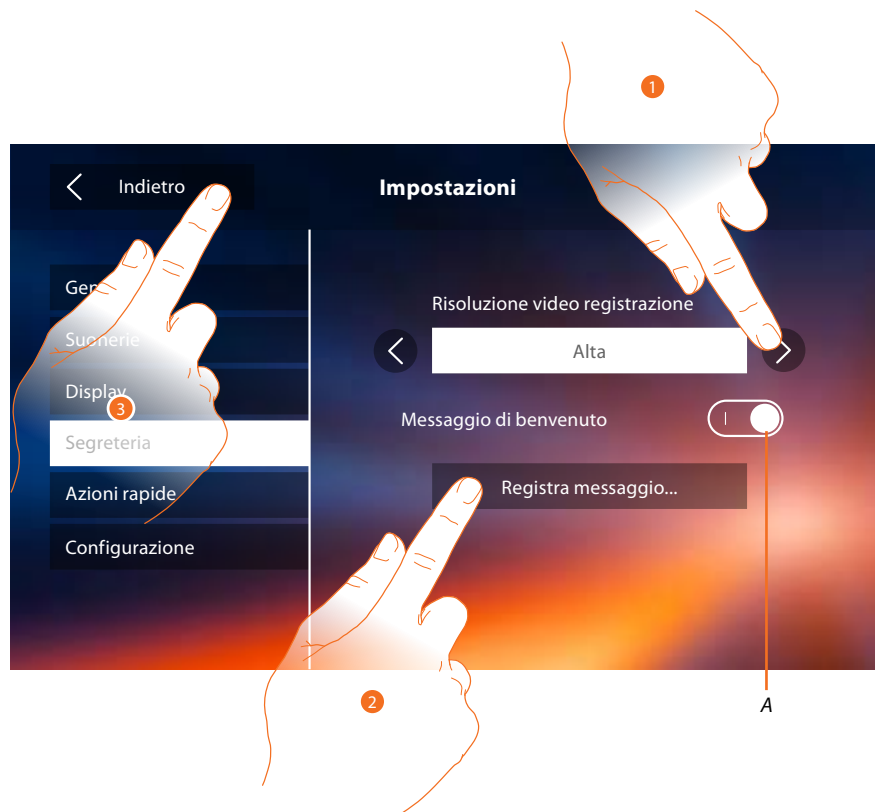 1
Indietro
Impostazioni
Risoluzione video registrazione
Suonerie
Alta
Display
3
Messaggio di benvenuto
Segreteria
Azioni rapide
Registra messaggio...
Configurazione
2
A